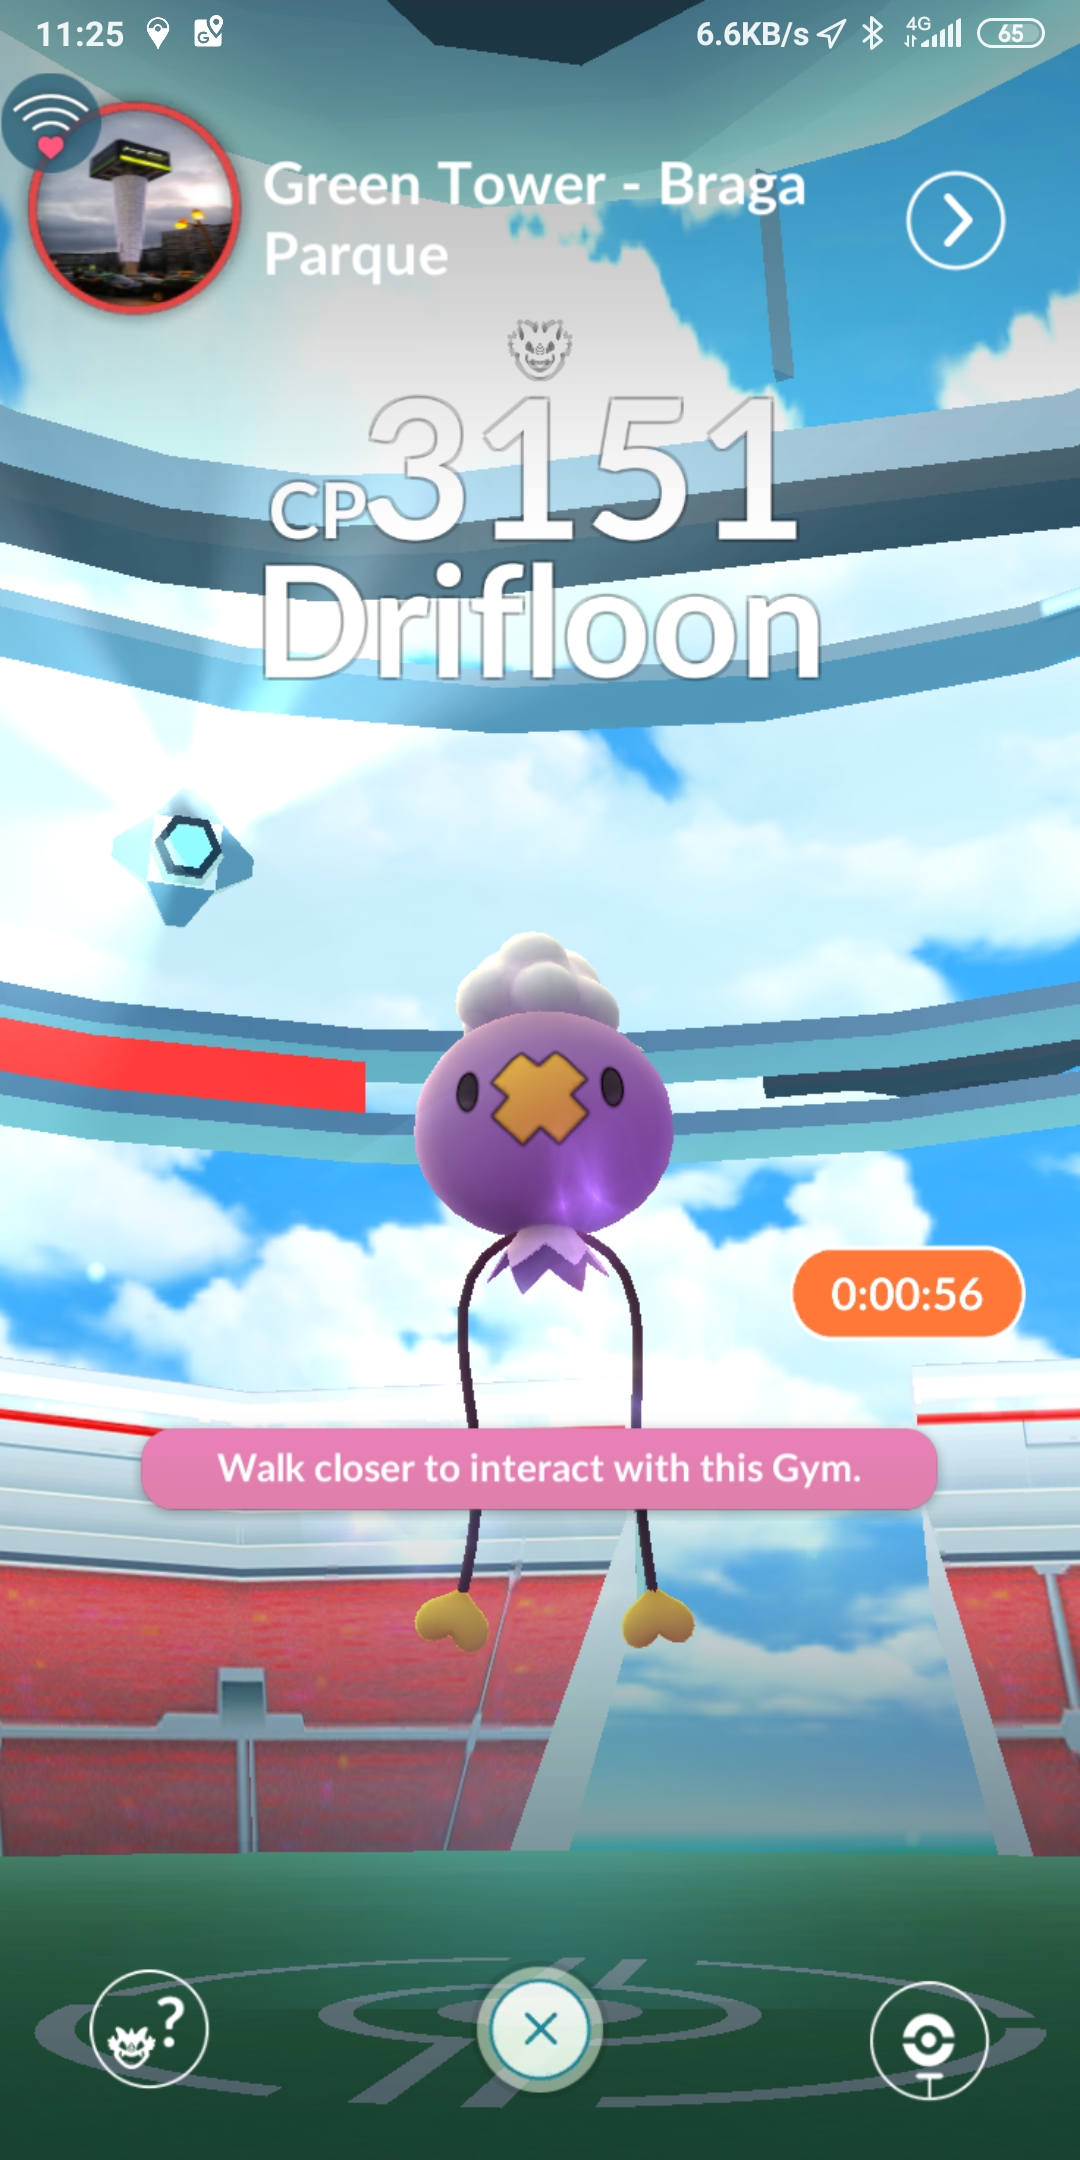 11:25
6.6KB/s 4G 65
Green Tower - Braga
Parque
CP3151
Drifloon
0:00:56
Walk closer to interact with this Gym.
?